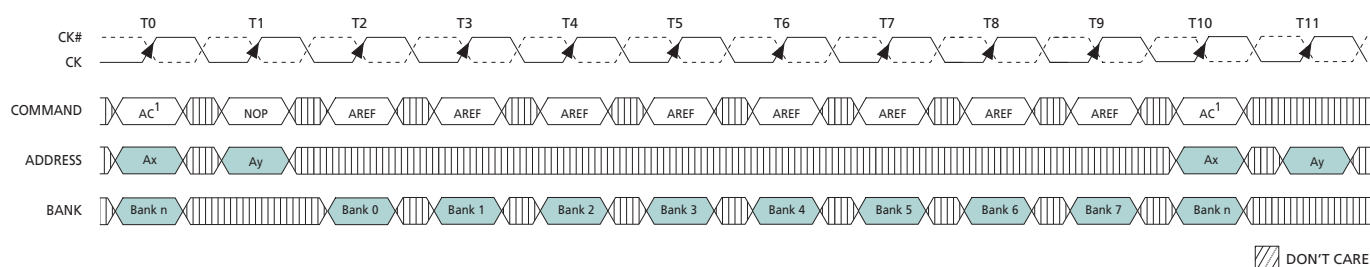 T0 T1 T2 T3 T4 T5 T6 T7 T8 T9 T10 T11
CK#
CK
COMMAND AC1 NOP AREF AREF AREF AREF AREF AREF AREF AREF AC1
ADDRESS Ax Ay Ax Ay
BANK Bank n Bank 0 Bank 1 Bank 2 Bank 3 Bank 4 Bank 5 Bank 6 Bank 7 Bank n
DON'T CARE